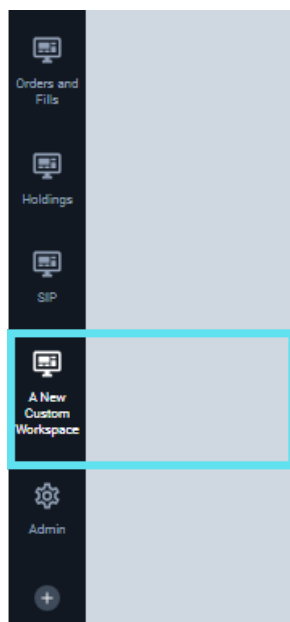 Orders and
Fills
Holdings
SIP
A New
Custom
Workspace
Admin
+